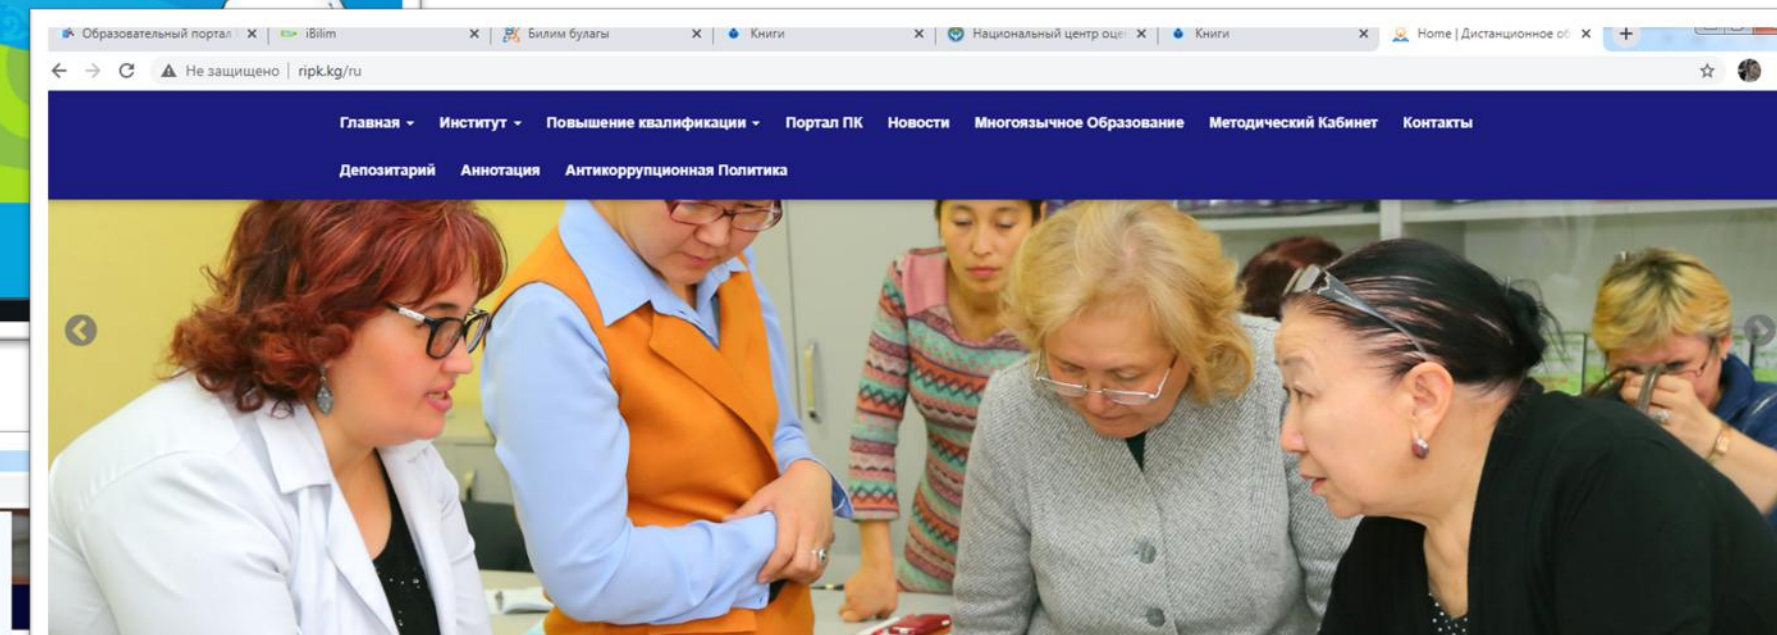 Образовательный портал
iBilim
Билим булагы
Книги
Национальный центр оце
Книги
Home | Дистанционное об
Не защищено | ripk.kg/ru
Главная Институт Повышение квалификации Портал ПК Новости Многоязычное Образование Методический Кабинет Контакты
Депозитарий Аннотация Антикоррупционная Политика